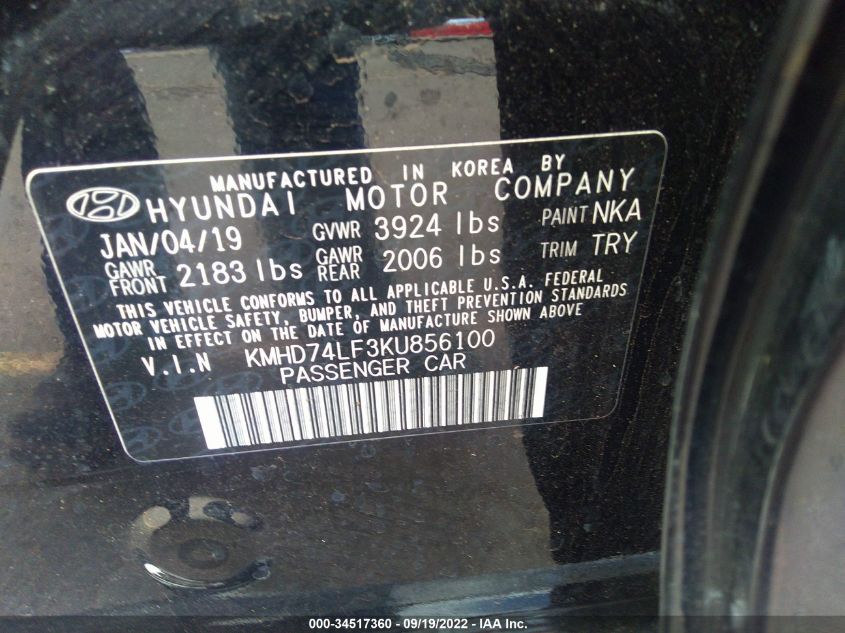 MANUFACTURED IN KOREA BY
HYUNDAI MOTOR COMPANY
JAN/04/19 GVWR 3924 lbs PAINT NKA
GAWR FRONT 2183 lbs GAWR REAR 2006 lbs TRIM TRY
THIS VEHICLE CONFORMS TO ALL APPLICABLE U.S.A. FEDERAL
MOTOR VEHICLE SAFETY, BUMPER, AND THEFT PREVENTION STANDARDS
IN EFFECT ON THE DATE OF MANUFACTURE SHOWN ABOVE
V.I.N KMHD74LF3KU856100
PASSENGER CAR
000-34517360 - 09/19/2022 - IAA Inc.